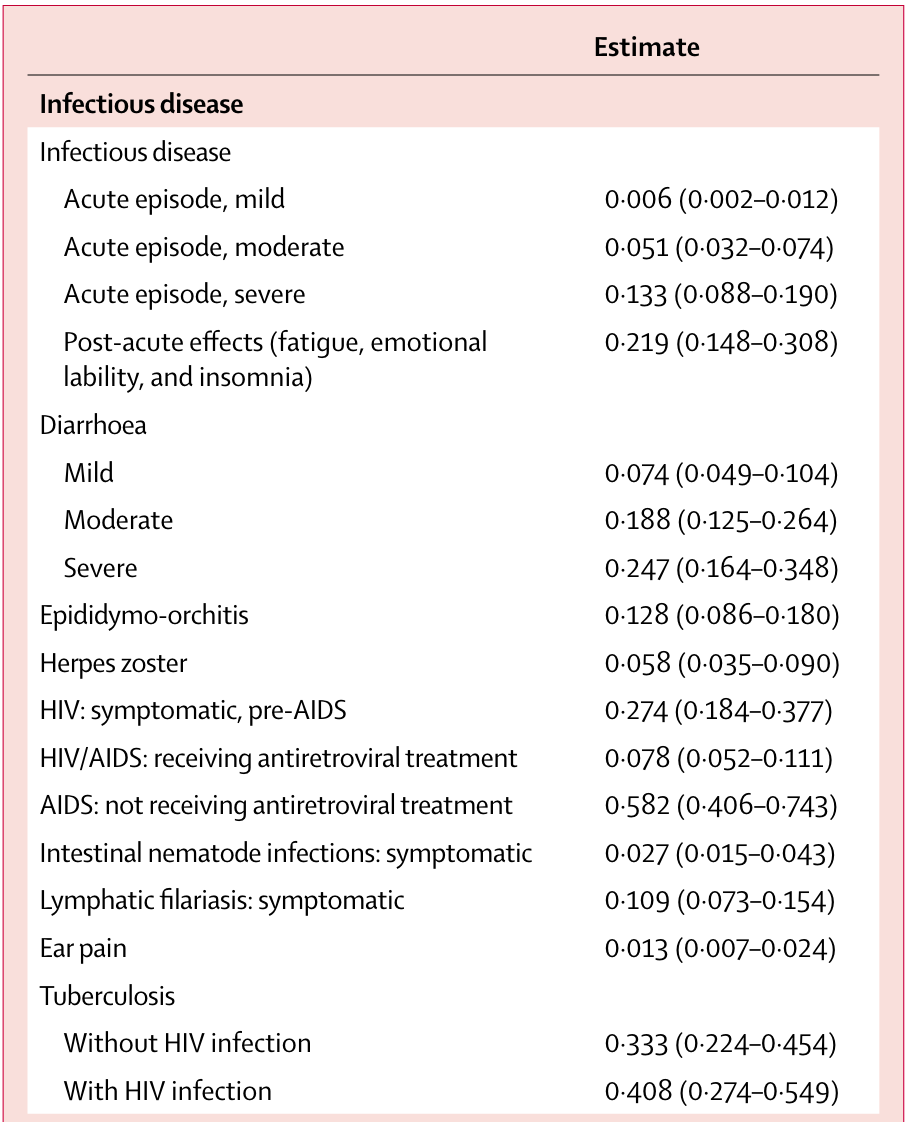 Estimate
Infectious disease
Infectious disease
Acute episode, mild 0·006 (0·002–0·012)
Acute episode, moderate 0·051 (0·032–0·074)
Acute episode, severe 0·133 (0·088–0·190)
Post-acute effects (fatigue, emotional 0·219 (0·148–0·308)
lability, and insomnia)
Diarrhoea
Mild 0·074 (0·049–0·104)
Moderate 0·188 (0·125–0·264)
Severe 0·247 (0·164–0·348)
Epididymo-orchitis 0·128 (0·086–0·180)
Herpes zoster 0·058 (0·035–0·090)
HIV: symptomatic, pre-AIDS 0·274 (0·184–0·377)
HIV/AIDS: receiving antiretroviral treatment 0·078 (0·052–0·111)
AIDS: not receiving antiretroviral treatment 0·582 (0·406–0·743)
Intestinal nematode infections: symptomatic 0·027 (0·015–0·043)
Lymphatic filariasis: symptomatic 0·109 (0·073–0·154)
Ear pain 0·013 (0·007–0·024)
Tuberculosis
Without HIV infection 0·333 (0·224–0·454)
With HIV infection 0·408 (0·274–0·549)